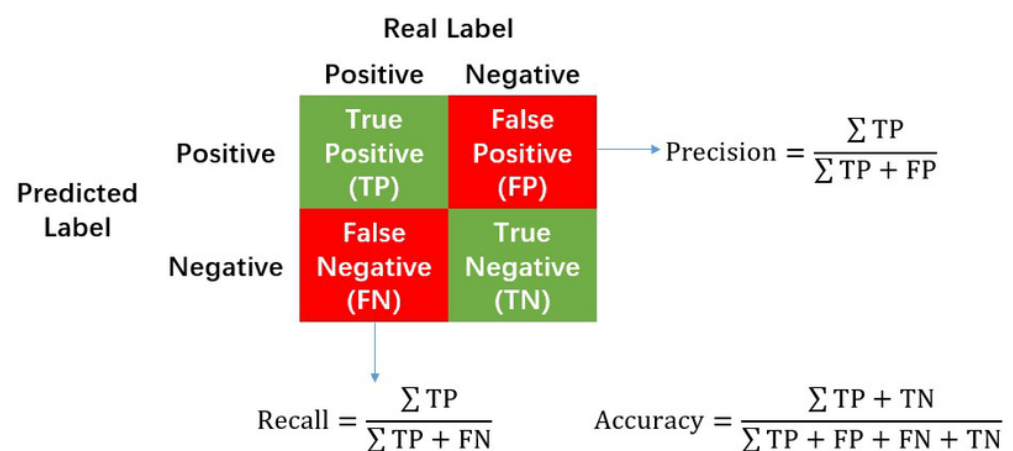 Real Label
Positive Negative
True Positive (TP)
False Positive (FP)
Positive
Precision = ∑ TP / ∑ TP + FP
Predicted Label
False Negative (FN)
True Negative (TN)
Negative
Recall = ∑ TP / ∑ TP + FN
Accuracy = ∑ TP + TN / ∑ TP + FP + FN + TN